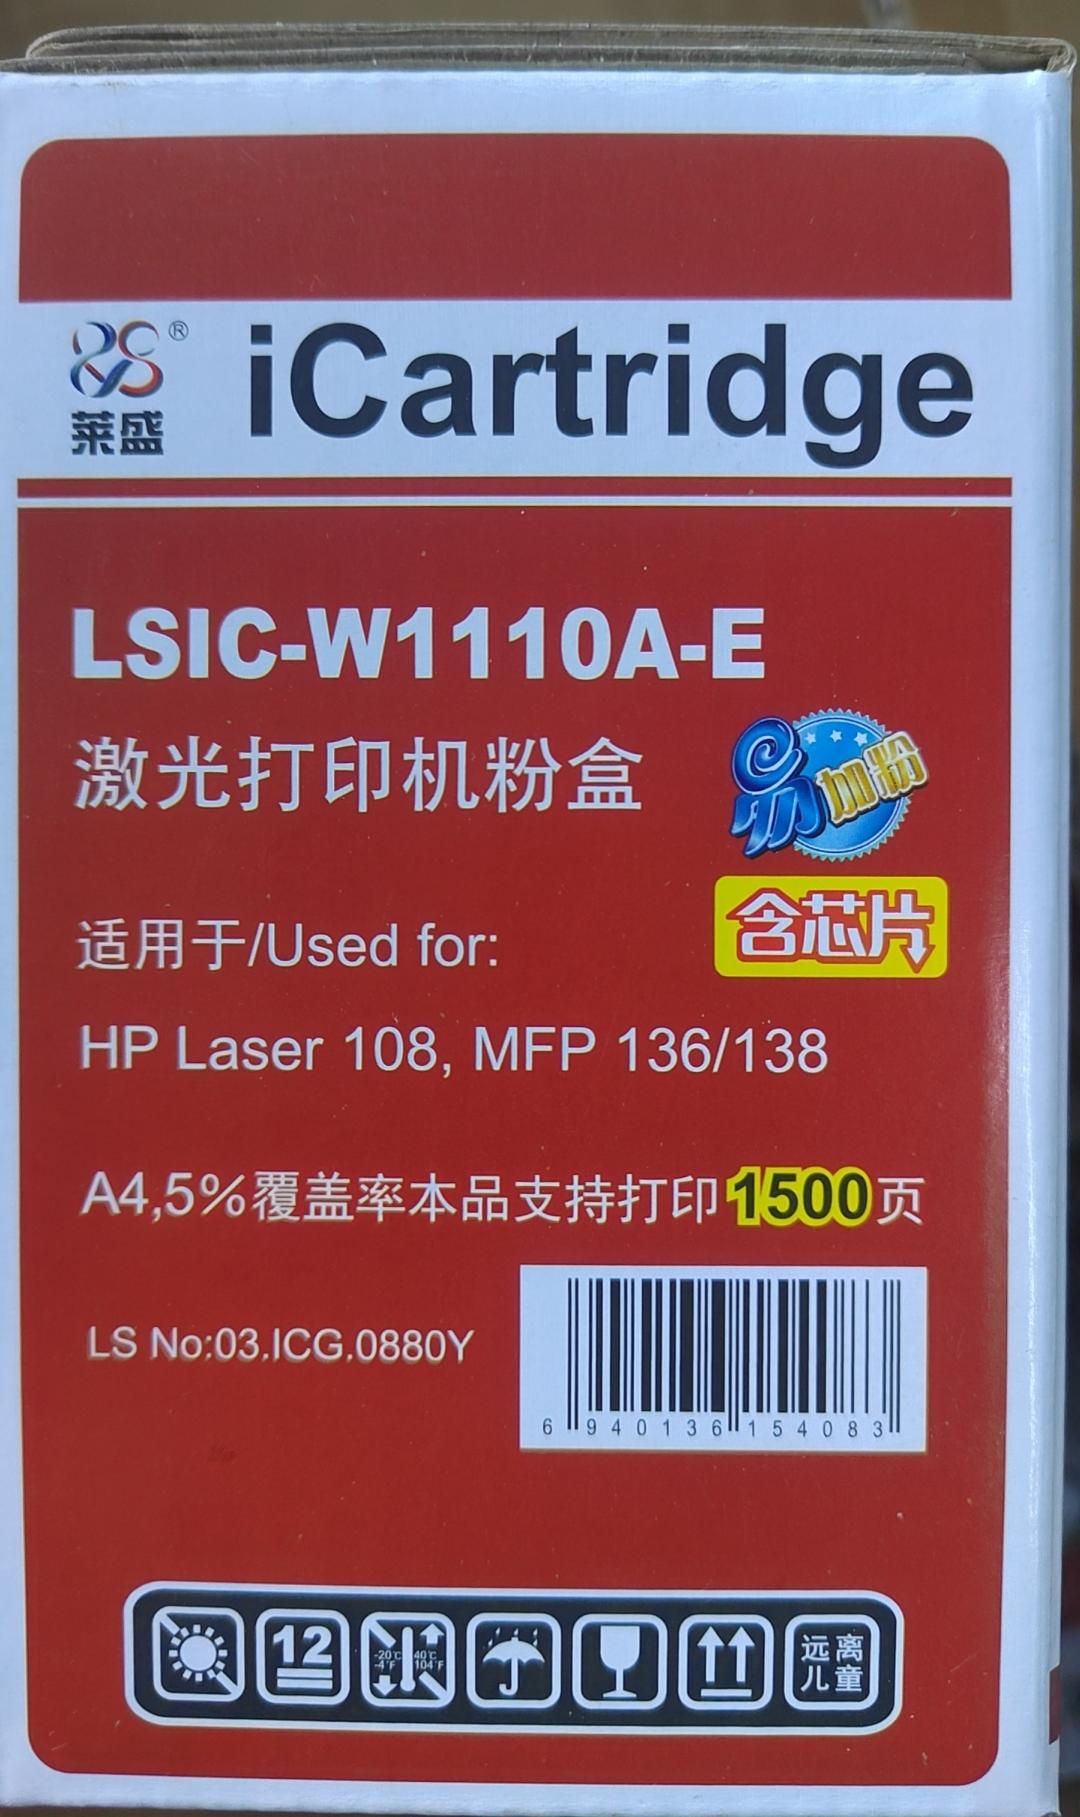 ®
莱盛
iCartridge
LSIC-W1110A-E
激光打印机粉盒
易加粉
含芯片
适用于/Used for:
HP Laser 108, MFP 136/138
A4,5%覆盖率本品支持打印1500页
LS No:03.ICG.0880Y
6 940136 154083
12
-20℃
-4℉
40℃
104℉
远离
儿童